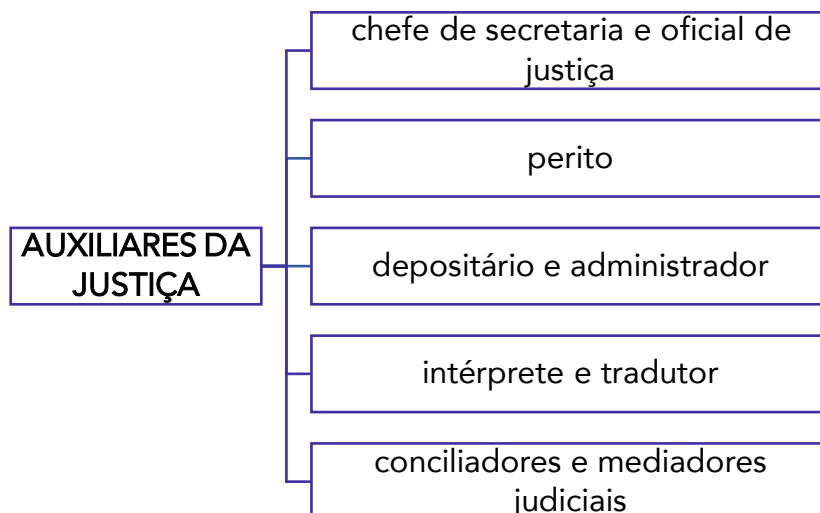 chefe de secretaria e oficial de
justiça
perito
AUXILIARES DA
JUSTIÇA
depositário e administrador
intérprete e tradutor
conciliadores e mediadores
judiciais